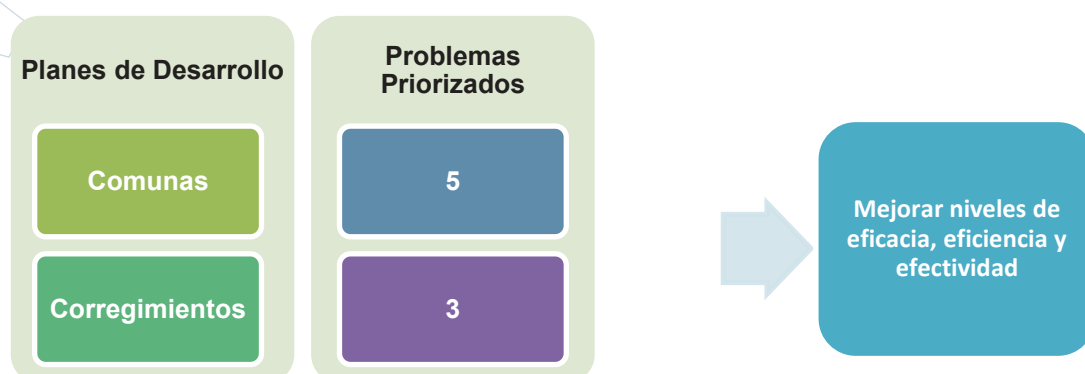 Planes de Desarrollo
Comunas
Corregimientos
Problemas
Priorizados
5
3
Mejorar niveles de
eficacia, eficiencia y
efectividad